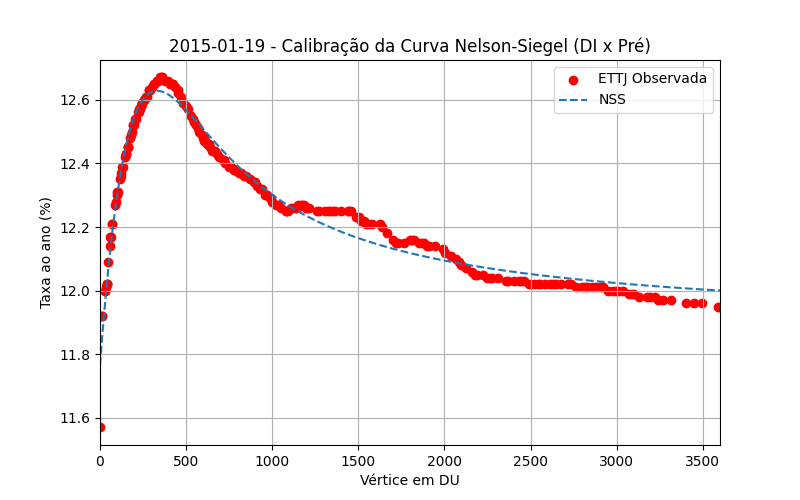 2015-01-19 - Calibração da Curva Nelson-Siegel (DI x Pré)
ETTJ Observada
NSS
Taxa ao ano (%)
12.6
12.4
12.2
12.0
11.8
11.6
0 500 1000 1500 2000 2500 3000 3500
Vértice em DU